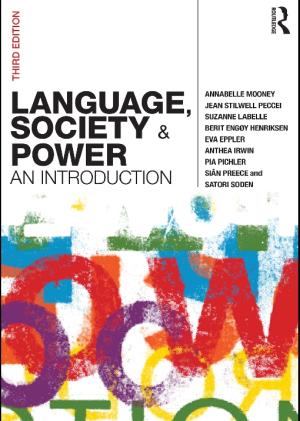 THIRD EDITION
ROUTLEDGE
LANGUAGE,
SOCIETY &
POWER
AN INTRODUCTION
ANNABELLE MOONEY
JEAN STILWELL PECCEI
SUZANNE LABELLE
BERIT ENGØY HENRIKSEN
EVA EPPLER
ANTHEA IRWIN
PIA PICHLER
SIÂN PREECE and
SATORI SODEN